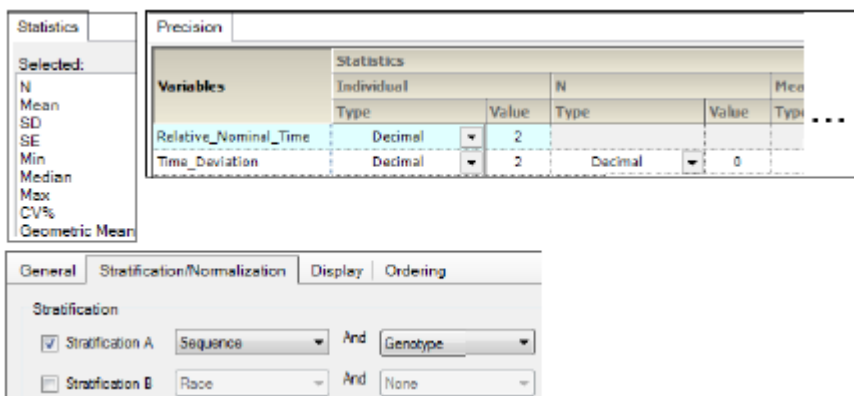 Statistics
Selected:
N
Mean
SD
SE
Min
Median
Max
CV%
Geometric Mean
Precision
Statistics
Variables Individual N Mea
Type Value Type Value Typ ...
Relative_Nominal_Time Decimal 2
Time_Deviation Decimal 2 Decimal 0
General Stratification/Normalization Display Ordering
Stratification
Stratification A Sequence And Genotype
Stratification B Race And None